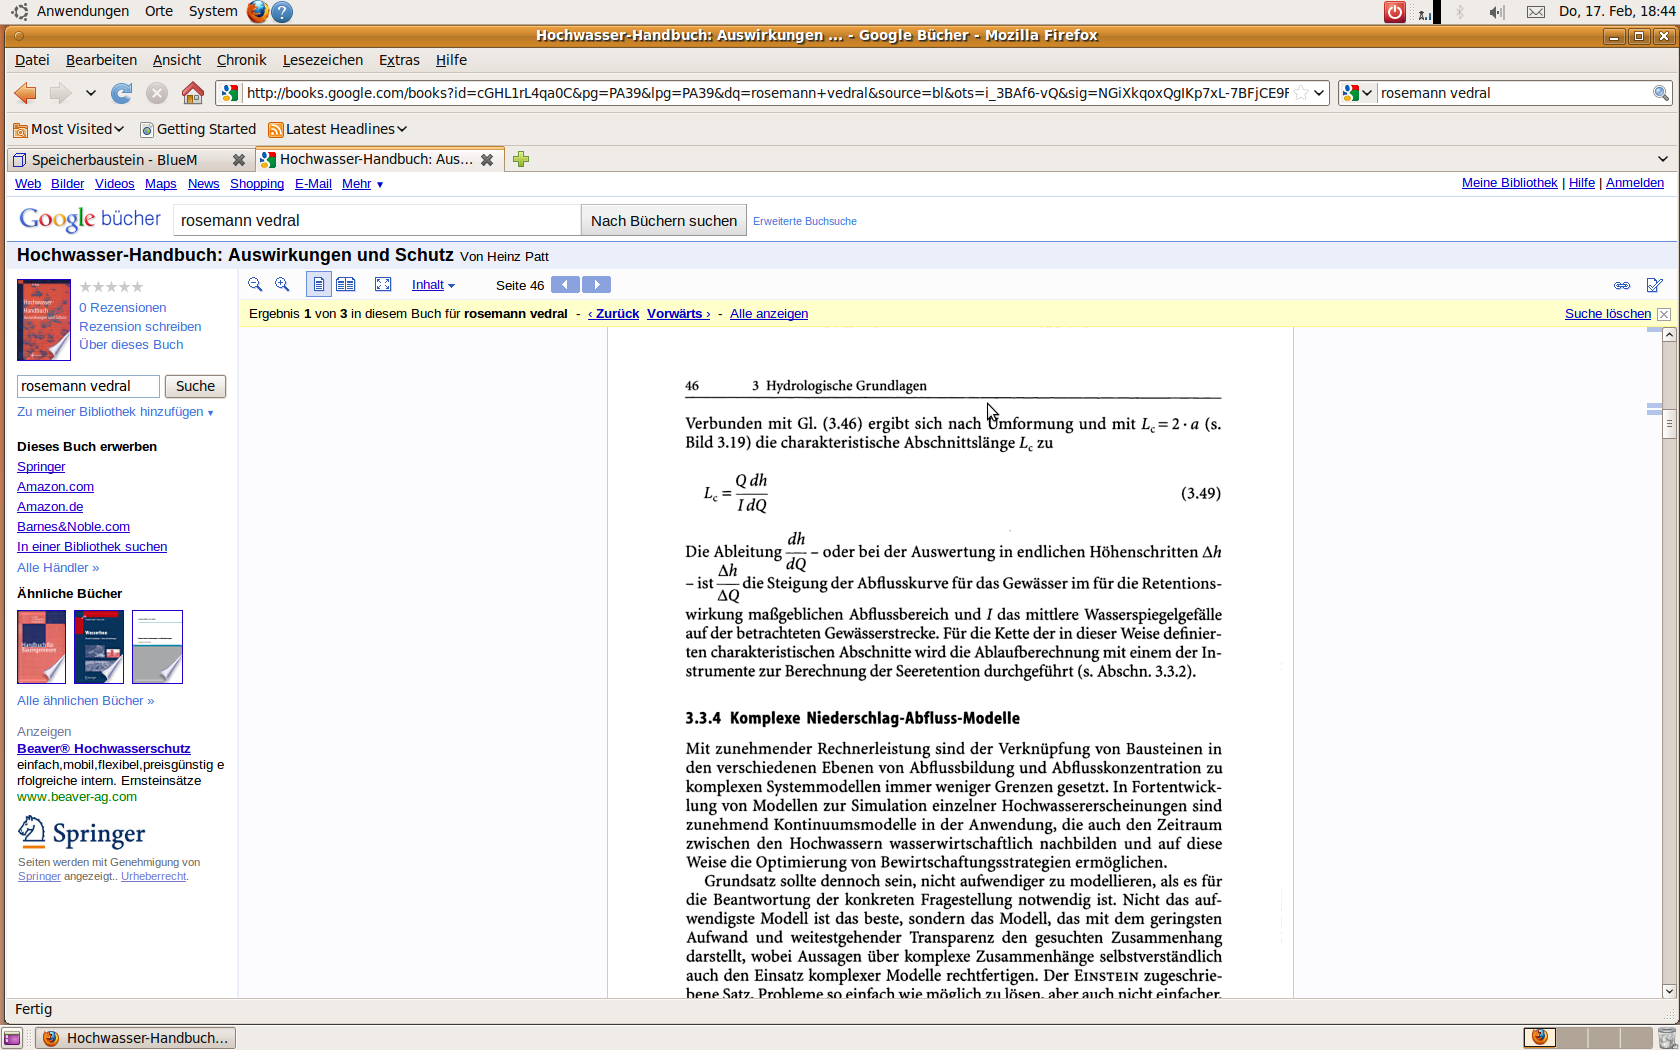 Anwendungen Orte System
Do, 17. Feb, 18:44
Hochwasser-Handbuch: Auswirkungen ... - Google Bücher - Mozilla Firefox
Datei Bearbeiten Ansicht Chronik Lesezeichen Extras Hilfe
http://books.google.com/books?id=cGHL1rL4qa0C&pg=PA39&lpg=PA39&dq=rosemann+vedral&source=bl&ots=i_3BAf6-vQ&sig=NGiXkqoxQgIKp7xL-7BFjCE9F
rosemann vedral
Most Visited Getting Started Latest Headlines
Speicherbaustein - BlueM
Hochwasser-Handbuch: Aus...
Web Bilder Videos Maps News Shopping E-Mail Mehr ▼
Meine Bibliothek | Hilfe | Anmelden
Google bücher
rosemann vedral
Nach Büchern suchen
Erweiterte Buchsuche
Hochwasser-Handbuch: Auswirkungen und Schutz Von Heinz Patt
0 Rezensionen
Rezension schreiben
Über dieses Buch
rosemann vedral
Suche
Zu meiner Bibliothek hinzufügen ▼
Dieses Buch erwerben
Springer
Amazon.com
Amazon.de
Barnes&Noble.com
In einer Bibliothek suchen
Alle Händler »
Ähnliche Bücher
Wasserbau
Alle ähnlichen Bücher »
Anzeigen
Beaver® Hochwasserschutz
einfach,mobil,flexibel,preisgünstig e
rfolgreiche intern. Ernsteinsätze
www.beaver-ag.com
Springer
Seiten werden mit Genehmigung von
Springer angezeigt.. Urheberrecht.
Inhalt
Seite 46
Ergebnis 1 von 3 in diesem Buch für rosemann vedral - ‹ Zurück Vorwärts › - Alle anzeigen
Suche löschen
46 3 Hydrologische Grundlagen
Verbunden mit Gl. (3.46) ergibt sich nach Umformung und mit L_c = 2 · a (s.
Bild 3.19) die charakteristische Abschnittslänge L_c zu
L_c = Q dh / I dQ (3.49)
Die Ableitung dh/dQ – oder bei der Auswertung in endlichen Höhenschritten Δh
– ist Δh/ΔQ die Steigung der Abflusskurve für das Gewässer im für die Retentions-
wirkung maßgeblichen Abflussbereich und I das mittlere Wasserspiegelgefälle
auf der betrachteten Gewässerstrecke. Für die Kette der in dieser Weise definier-
ten charakteristischen Abschnitte wird die Ablaufberechnung mit einem der In-
strumente zur Berechnung der Seeretention durchgeführt (s. Abschn. 3.3.2).
3.3.4 Komplexe Niederschlag-Abfluss-Modelle
Mit zunehmender Rechnerleistung sind der Verknüpfung von Bausteinen in
den verschiedenen Ebenen von Abflussbildung und Abflusskonzentration zu
komplexen Systemmodellen immer weniger Grenzen gesetzt. In Fortentwick-
lung von Modellen zur Simulation einzelner Hochwassererscheinungen sind
zunehmend Kontinuumsmodelle in der Anwendung, die auch den Zeitraum
zwischen den Hochwassern wasserwirtschaftlich nachbilden und auf diese
Weise die Optimierung von Bewirtschaftungsstrategien ermöglichen.
Grundsatz sollte dennoch sein, nicht aufwendiger zu modellieren, als es für
die Beantwortung der konkreten Fragestellung notwendig ist. Nicht das auf-
wendigste Modell ist das beste, sondern das Modell, das mit dem geringsten
Aufwand und weitestgehender Transparenz den gesuchten Zusammenhang
darstellt, wobei Aussagen über komplexe Zusammenhänge selbstverständlich
auch den Einsatz komplexer Modelle rechtfertigen. Der EINSTEIN zugeschrie-
bene Satz, Probleme so einfach wie möglich zu lösen, aber auch nicht einfacher,
Fertig
Hochwasser-Handbuch...